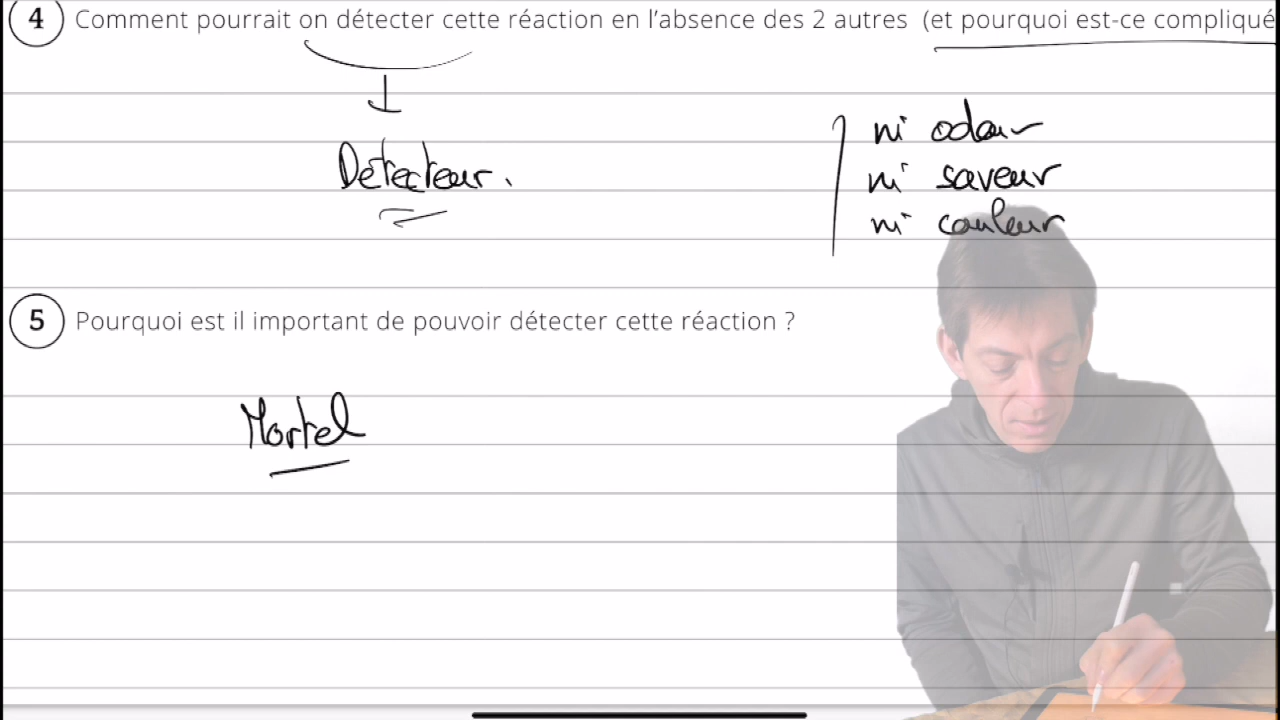 4 Comment pourrait on détecter cette réaction en l'absence des 2 autres (et pourquoi est-ce compliqué
Détecteur.
ni odeur
ni saveur
ni couleur
5 Pourquoi est il important de pouvoir détecter cette réaction ?
Mortel